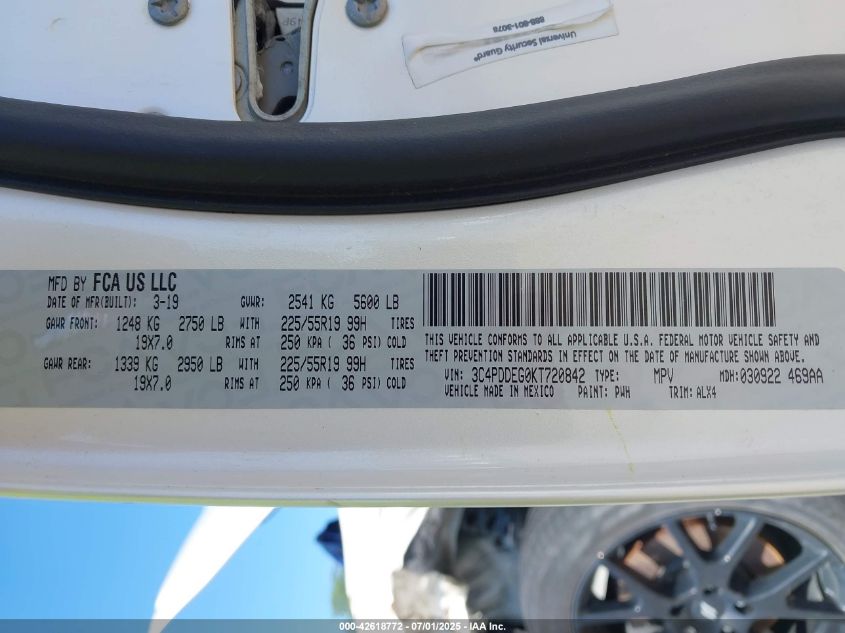 888-801-3078
Universal Security Guard®
MFD BY FCA US LLC
DATE OF MFR(BUILT): 3-19 GVWR: 2541 KG 5600 LB
GAWR FRONT: 1248 KG 2750 LB WITH 225/55R19 99H TIRES
19X7.0 RIMS AT 250 KPA ( 36 PSI) COLD
GAWR REAR: 1339 KG 2950 LB WITH 225/55R19 99H TIRES
19X7.0 RIMS AT 250 KPA ( 36 PSI) COLD
THIS VEHICLE CONFORMS TO ALL APPLICABLE U.S.A. FEDERAL MOTOR VEHICLE SAFETY AND
THEFT PREVENTION STANDARDS IN EFFECT ON THE DATE OF MANUFACTURE SHOWN ABOVE.
VIN: 3C4PDDEG0KT720842 TYPE: MPV MDH: 030922 469AA
VEHICLE MADE IN MEXICO PAINT: PWH TRIM: ALX4
000-42618772 - 07/01/2025 - IAA Inc.